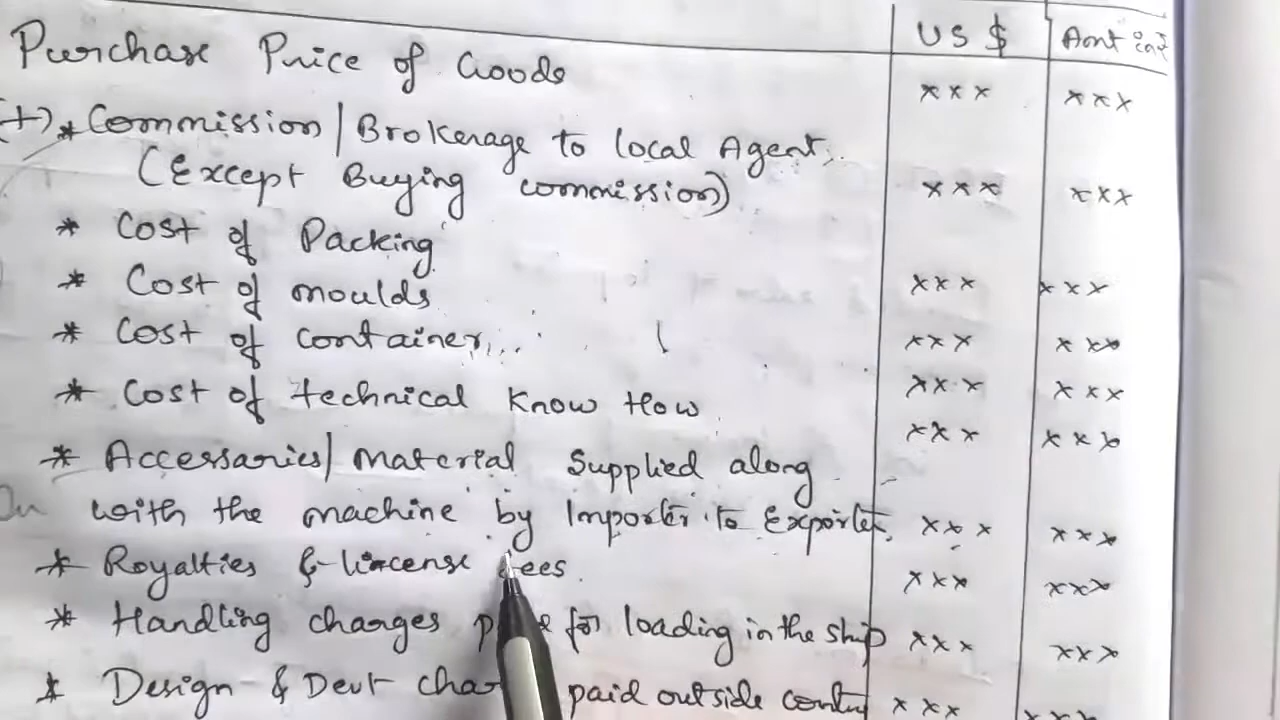 US $ Amt in ₹
Purchase Price of Goods xxx xxx
(+) * Commission/Brokerage to local Agent
(Except Buying commission) xxx xxx
* Cost of Packing
* Cost of moulds xxx xxx
* Cost of container xxx xxx
* Cost of technical Know How xxx xxx
xxx xxx
* Accessaries/Material Supplied along
with the machine by Importer to Exporter xxx xxx
* Royalties & License fees xxx xxx
* Handling charges for loading in the ship xxx xxx
* Design & Devt paid outside xxx xxx